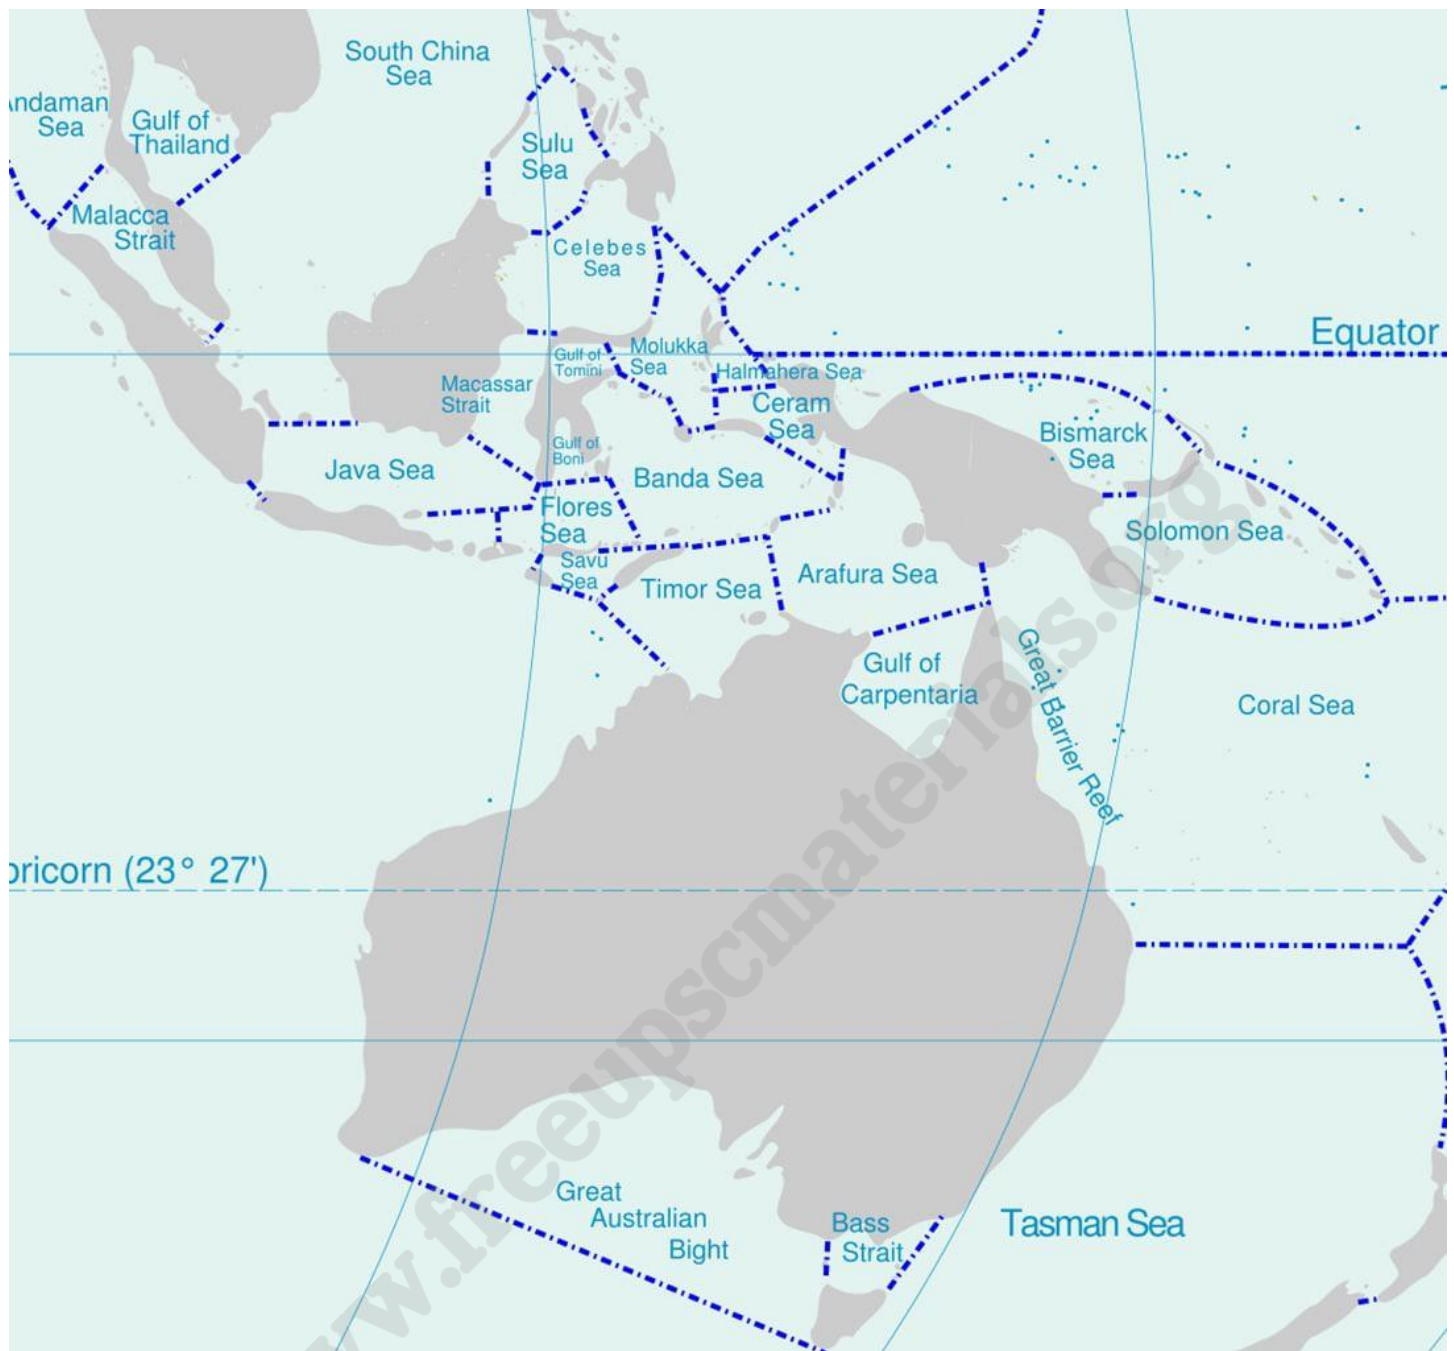 South China
Sea
Andaman
Sea
Gulf of
Thailand
Sulu
Sea
Malacca
Strait
Celebes
Sea
Equator
Molukka
Sea
Gulf of
Tomini
Halmahera Sea
Macassar
Strait
Ceram
Sea
Bismarck
Sea
Gulf of
Boni
Java Sea
Banda Sea
Flores
Sea
Solomon Sea
Savu
Sea
Timor Sea
Arafura Sea
Gulf of
Carpentaria
Great Barrier Reef
Coral Sea
pricorn (23° 27')
Great
Australian
Bight
Bass
Strait
Tasman Sea
www.freeupscmaterials.org